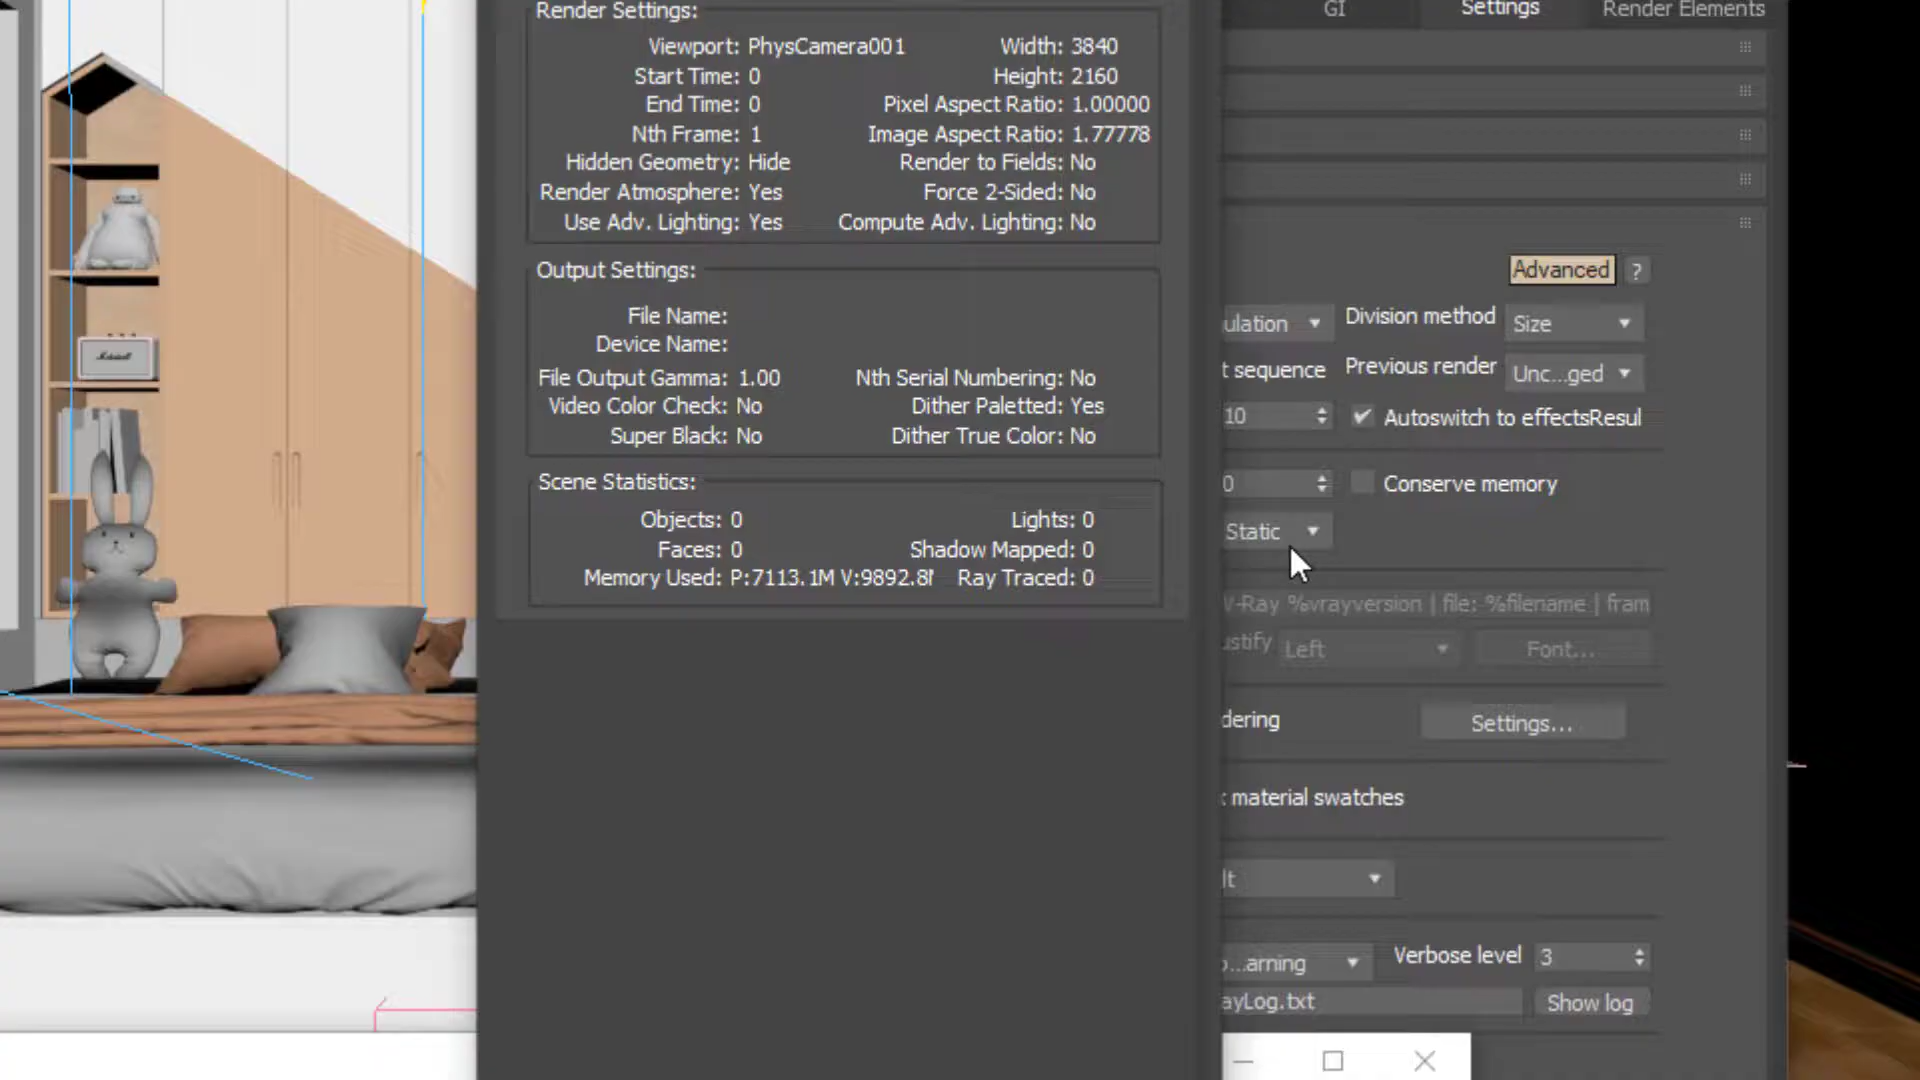 Render Settings:
Viewport: PhysCamera001 Width: 3840
Start Time: 0 Height: 2160
End Time: 0 Pixel Aspect Ratio: 1.00000
Nth Frame: 1 Image Aspect Ratio: 1.77778
Hidden Geometry: Hide Render to Fields: No
Render Atmosphere: Yes Force 2-Sided: No
Use Adv. Lighting: Yes Compute Adv. Lighting: No
Output Settings:
File Name:
Device Name:
File Output Gamma: 1.00 Nth Serial Numbering: No
Video Color Check: No Dither Paletted: Yes
Super Black: No Dither True Color: No
Scene Statistics:
Objects: 0 Lights: 0
Faces: 0 Shadow Mapped: 0
Memory Used: P:7113.1M V:9892.8 Ray Traced: 0
GI Settings Render Elements
Advanced ?
ulation Division method Size
t sequence Previous render Unc...ged
10 Autoswitch to effectsResul
0 Conserve memory
Static
V-Ray %vrayversion | file: %filename | fram
ustify Left Font...
dering Settings...
material swatches
lt
...arning Verbose level 3
ayLog.txt Show log
Marshall